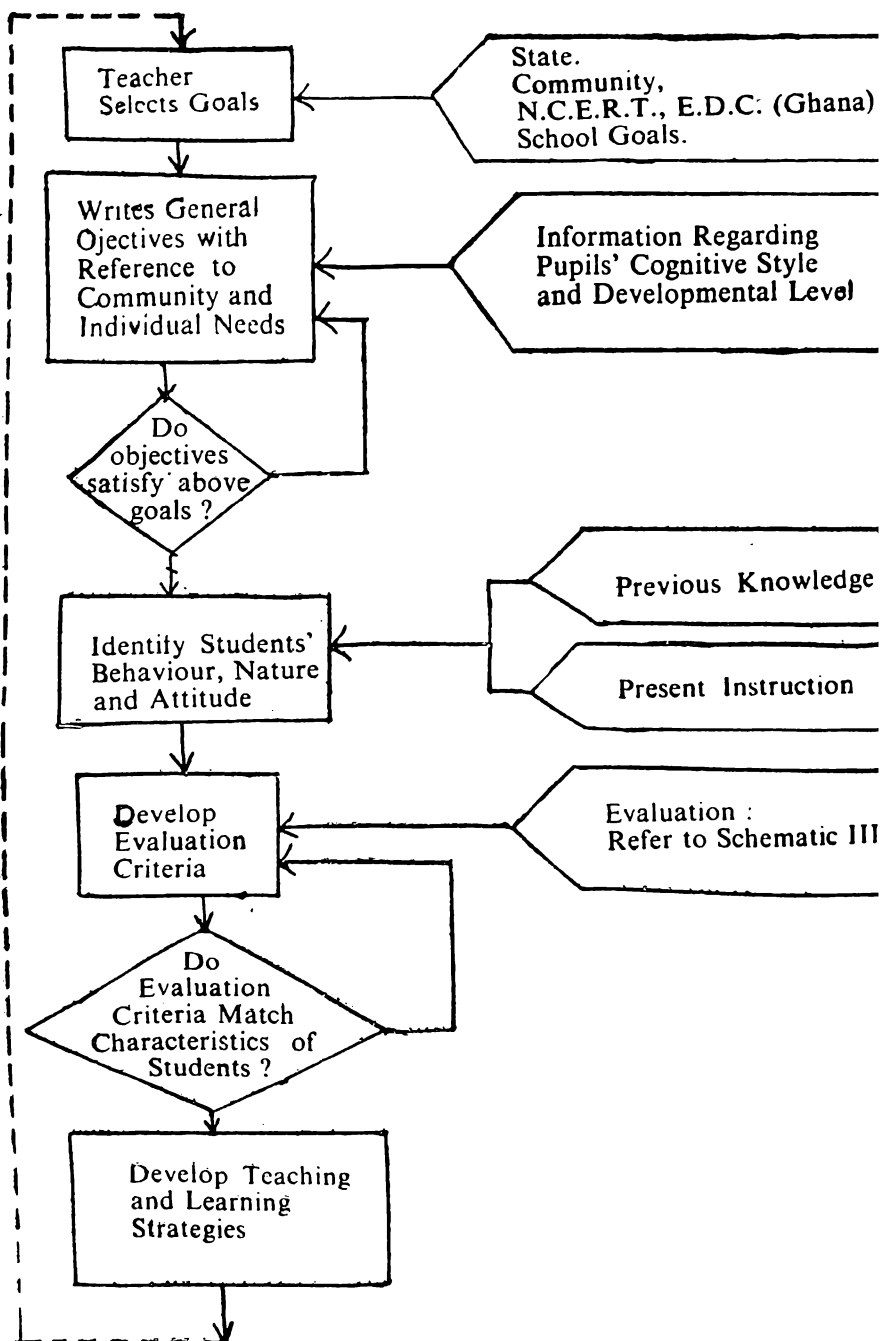 Teacher
Selects Goals
State.
Community,
N.C.E.R.T., E.D.C. (Ghana)
School Goals.
Writes General
Ojectives with
Reference to
Community and
Individual Needs
Information Regarding
Pupils' Cognitive Style
and Developmental Level
Do
objectives
satisfy above
goals ?
Previous Knowledge
Identify Students'
Behaviour, Nature
and Attitude
Present Instruction
Develop
Evaluation
Criteria
Evaluation :
Refer to Schematic III
Do
Evaluation
Criteria Match
Characteristics of
Students ?
Develop Teaching
and Learning
Strategies